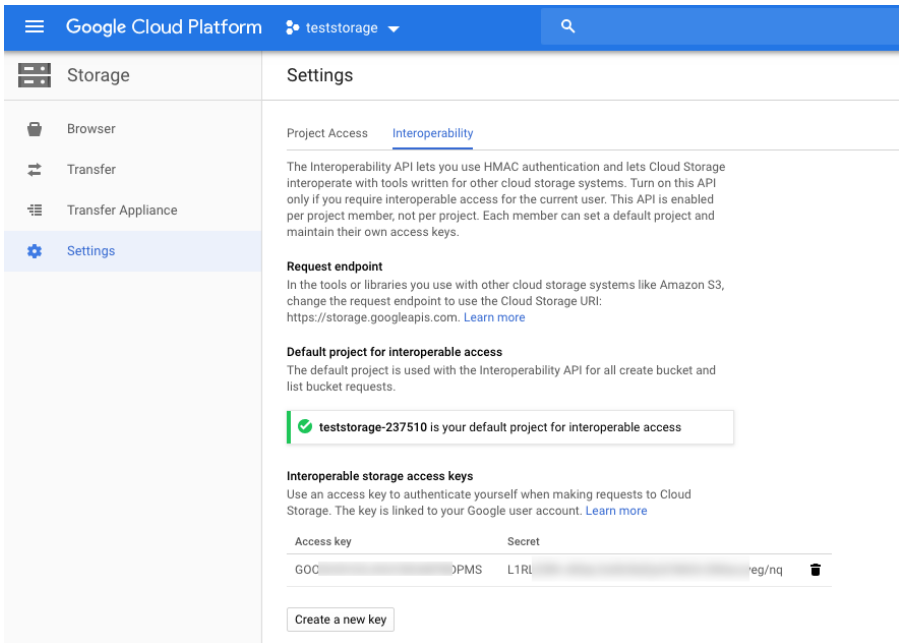 Google Cloud Platform teststorage
Storage
Settings
Browser
Transfer
Transfer Appliance
Settings
Project Access Interoperability
The Interoperability API lets you use HMAC authentication and lets Cloud Storage
interoperate with tools written for other cloud storage systems. Turn on this API
only if you require interoperable access for the current user. This API is enabled
per project member, not per project. Each member can set a default project and
maintain their own access keys.
Request endpoint
In the tools or libraries you use with other cloud storage systems like Amazon S3,
change the request endpoint to use the Cloud Storage URI:
https://storage.googleapis.com. Learn more
Default project for interoperable access
The default project is used with the Interoperability API for all create bucket and
list bucket requests.
teststorage-237510 is your default project for interoperable access
Interoperable storage access keys
Use an access key to authenticate yourself when making requests to Cloud
Storage. The key is linked to your Google user account. Learn more
Access key Secret
Create a new key